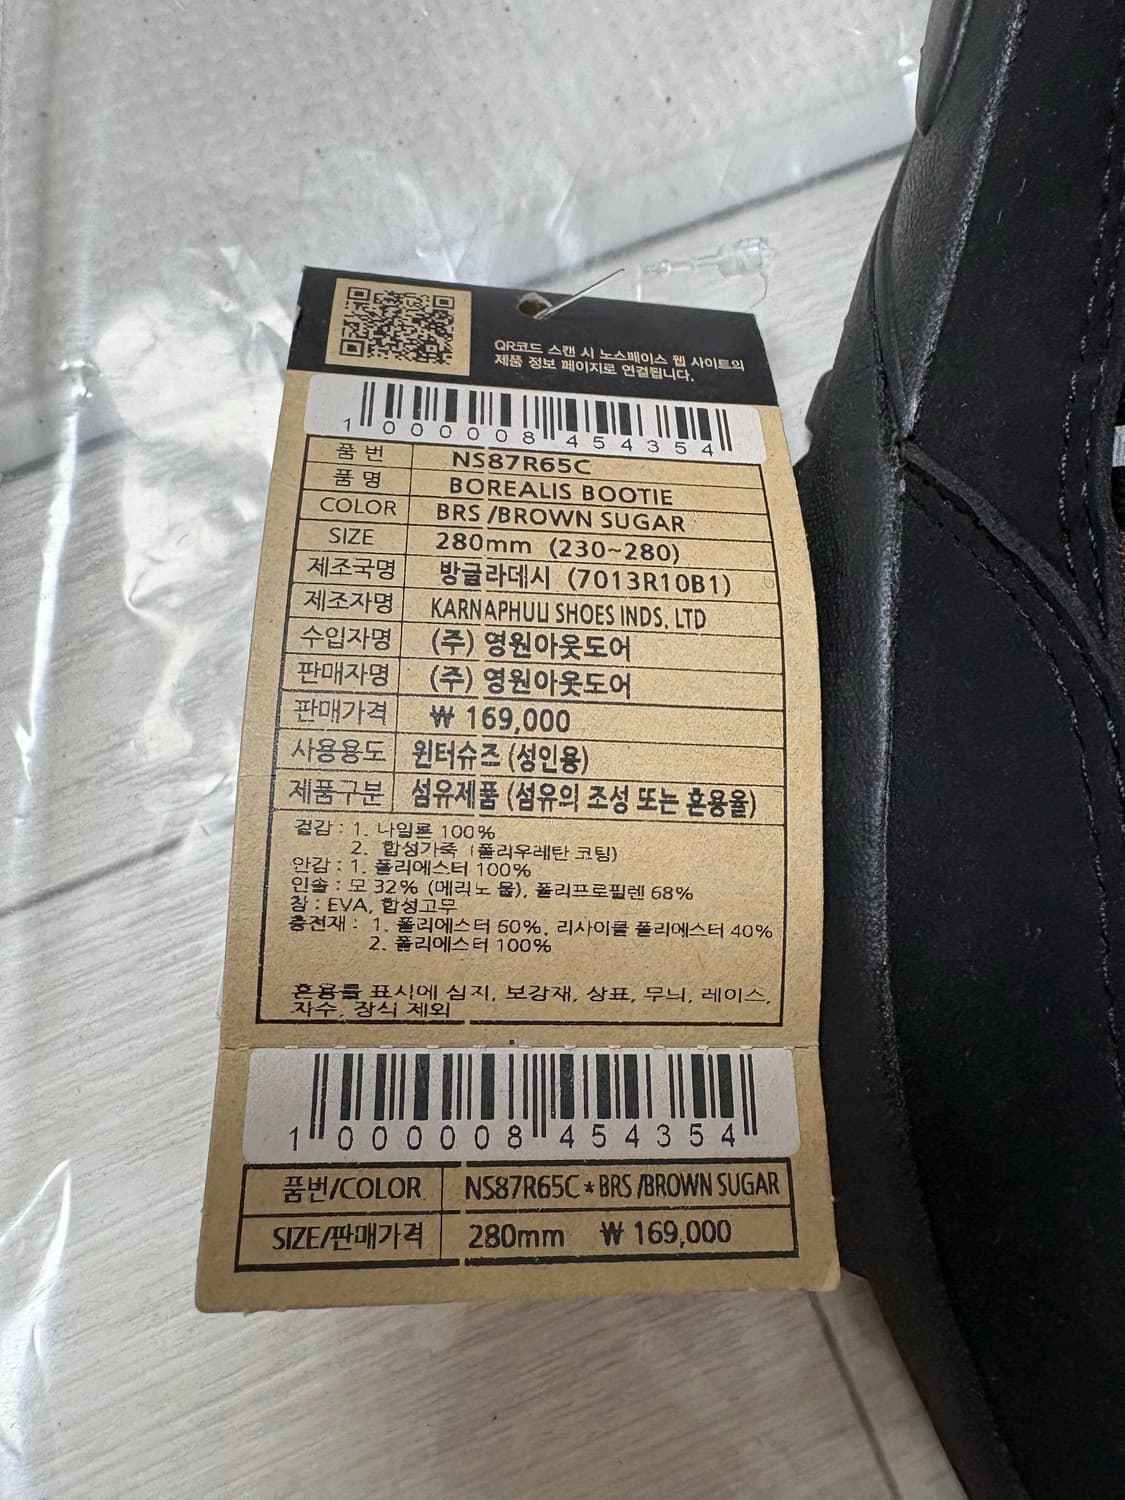 QR코드 스캔 시 노스페이스 웹 사이트의
제품 정보 페이지로 연결됩니다.
1 000008 454354
품 번 NS87R65C
품 명 BOREALIS BOOTIE
COLOR BRS /BROWN SUGAR
SIZE 280mm (230~280)
제조국명 방글라데시 (7013R10B1)
제조자명 KARNAPHULI SHOES INDS. LTD
수입자명 (주) 영원아웃도어
판매자명 (주) 영원아웃도어
판매가격 ₩ 169,000
사용용도 윈터슈즈 (성인용)
제품구분 섬유제품 (섬유의 조성 또는 혼용율)
겉감 : 1. 나일론 100%
2. 합성가죽 (폴리우레탄 코팅)
안감 : 1. 폴리에스터 100%
인솔 : 모 32% (메리노 울), 폴리프로필렌 68%
창 : EVA, 합성고무
충전재 : 1. 폴리에스터 60%, 리사이클 폴리에스터 40%
2. 폴리에스터 100%
혼용률 표시에 심지, 보강재, 상표, 무늬, 레이스,
자수, 장식 제외
1 000008 454354
품번/COLOR NS87R65C * BRS /BROWN SUGAR
SIZE/판매가격 280mm ₩ 169,000